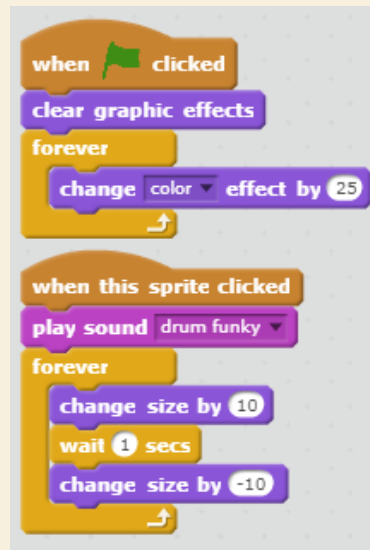 when clicked
clear graphic effects
forever
change color effect by 25
when this sprite clicked
play sound drum funky
forever
change size by 10
wait 1 secs
change size by -10